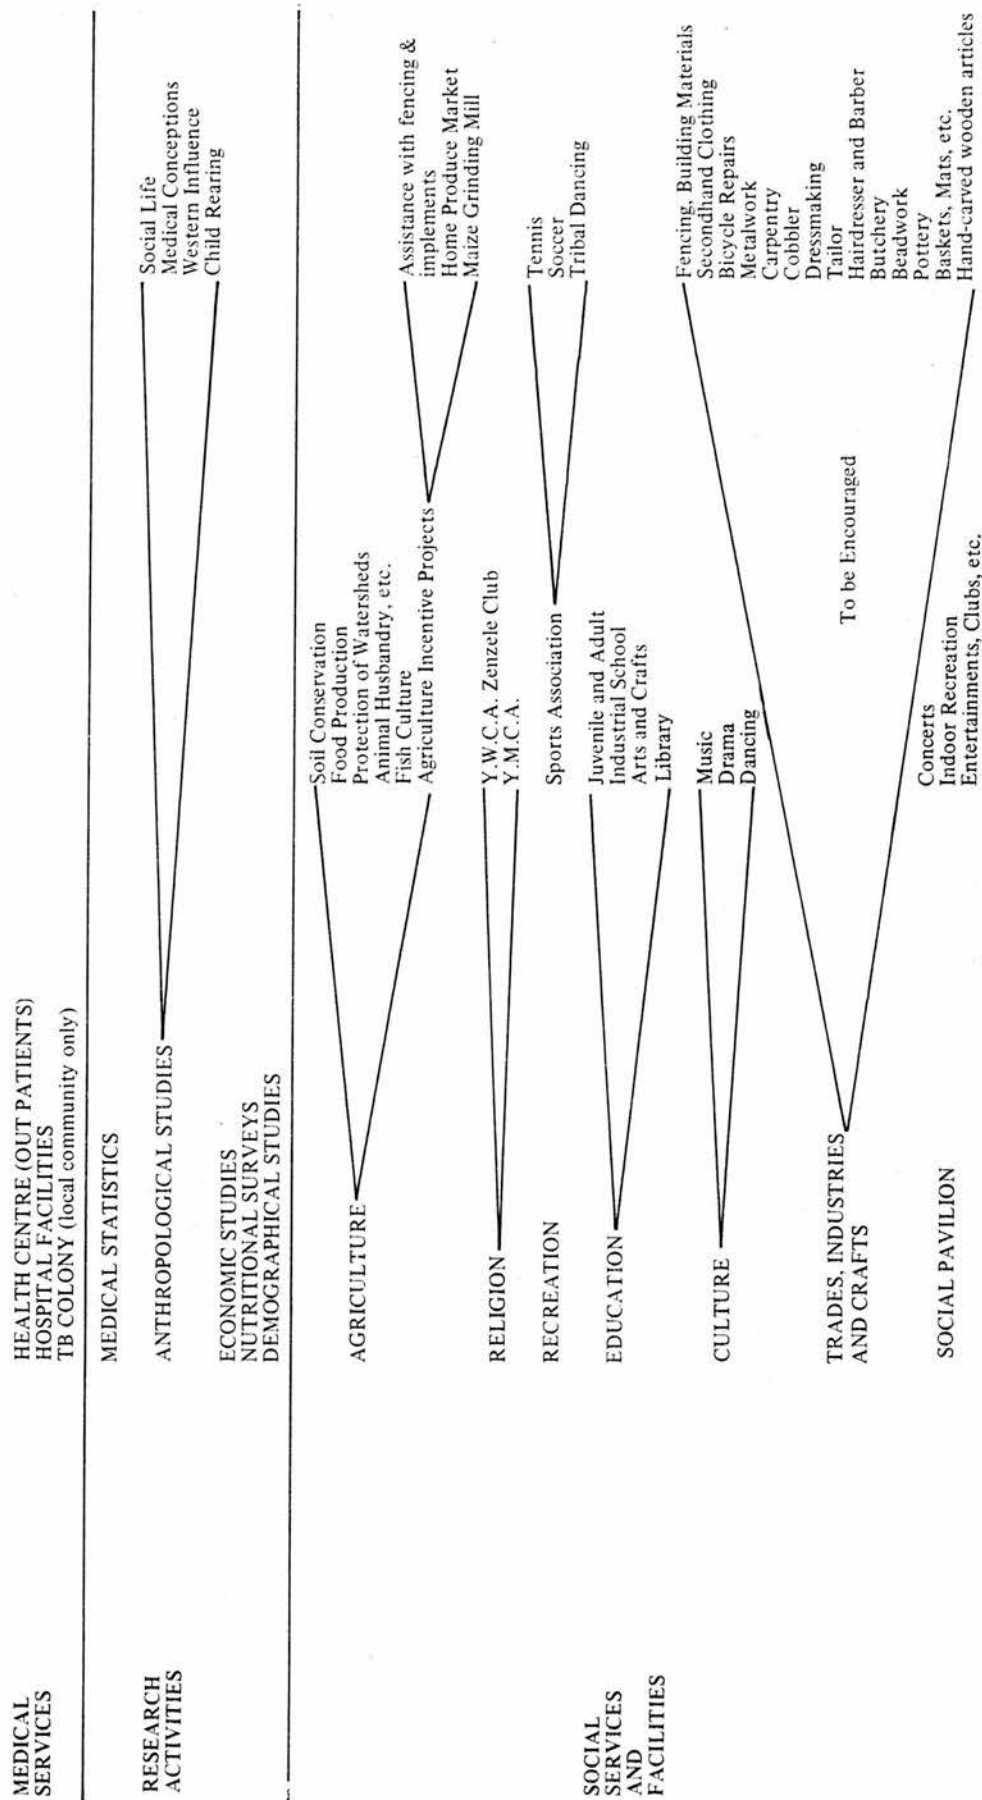 MEDICAL
SERVICES
HEALTH CENTRE (OUT PATIENTS)
HOSPITAL FACILITIES
TB COLONY (local community only)
RESEARCH
ACTIVITIES
MEDICAL STATISTICS
ANTHROPOLOGICAL STUDIES
Social Life
Medical Conceptions
Western Influence
Child Rearing
ECONOMIC STUDIES
NUTRITIONAL SURVEYS
DEMOGRAPHICAL STUDIES
SOCIAL
SERVICES
AND
FACILITIES
AGRICULTURE
Soil Conservation
Food Production
Protection of Watersheds
Animal Husbandry, etc.
Fish Culture
Agriculture Incentive Projects
Assistance with fencing &
implements
Home Produce Market
Maize Grinding Mill
RELIGION
Y.W.C.A. Zenzele Club
Y.M.C.A.
RECREATION
Sports Association
Tennis
Soccer
Tribal Dancing
EDUCATION
Juvenile and Adult
Industrial School
Arts and Crafts
Library
CULTURE
Music
Drama
Dancing
TRADES, INDUSTRIES
AND CRAFTS
To be Encouraged
Fencing, Building Materials
Secondhand Clothing
Bicycle Repairs
Metalwork
Carpentry
Cobbler
Dressmaking
Tailor
Hairdresser and Barber
Butchery
Beadwork
Pottery
Baskets, Mats, etc.
Hand-carved wooden articles
SOCIAL PAVILION
Concerts
Indoor Recreation
Entertainments, Clubs, etc.